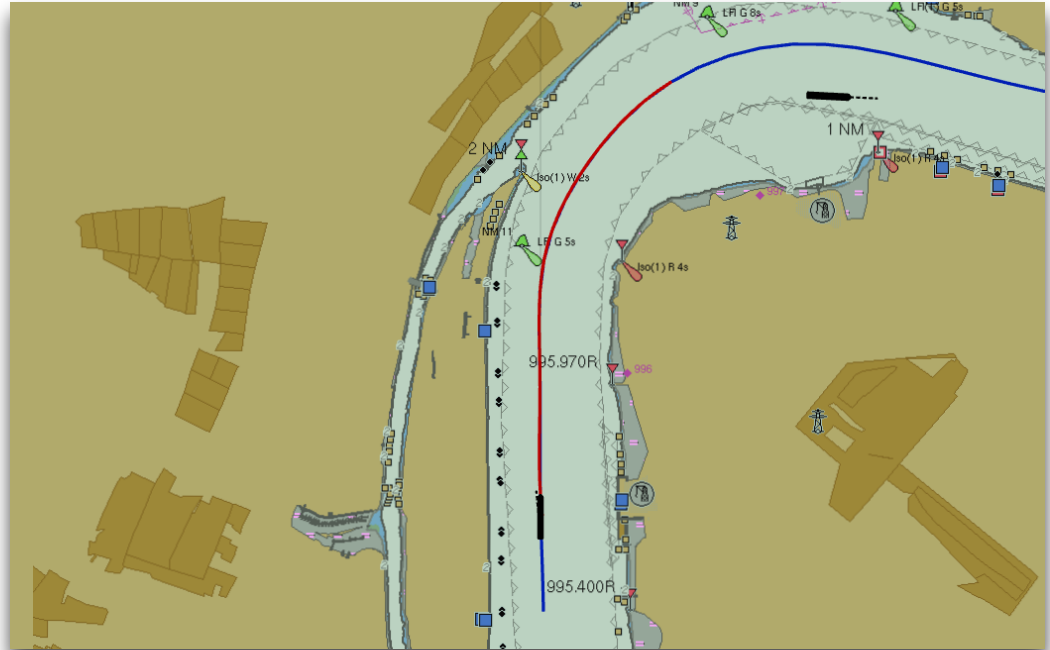 NM 9
LFl G 8s
LFl(1) G 5s
1 NM
2 NM
Iso(1) R 4s
Iso(1) W 2s
997
NM 11
LFl G 5s
Iso(1) R 4s
995.970R
996
995.400R